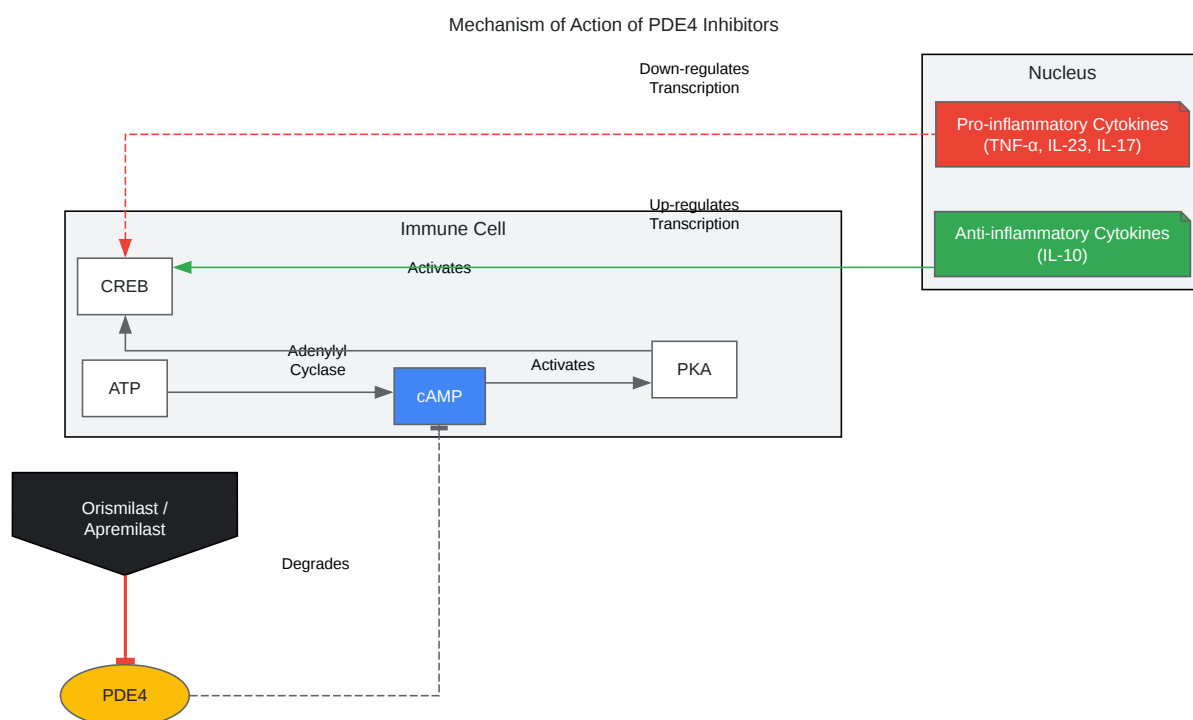 Mechanism of Action of PDE4 Inhibitors
Down-regulates
Transcription
Nucleus
Pro-inflammatory Cytokines
(TNF-α, IL-23, IL-17)
Up-regulates
Transcription
Anti-inflammatory Cytokines
(IL-10)
Immune Cell
Activates
CREB
Adenylyl
Cyclase
Activates
PKA
ATP
cAMP
Orismilast /
Apremilast
Degrades
PDE4